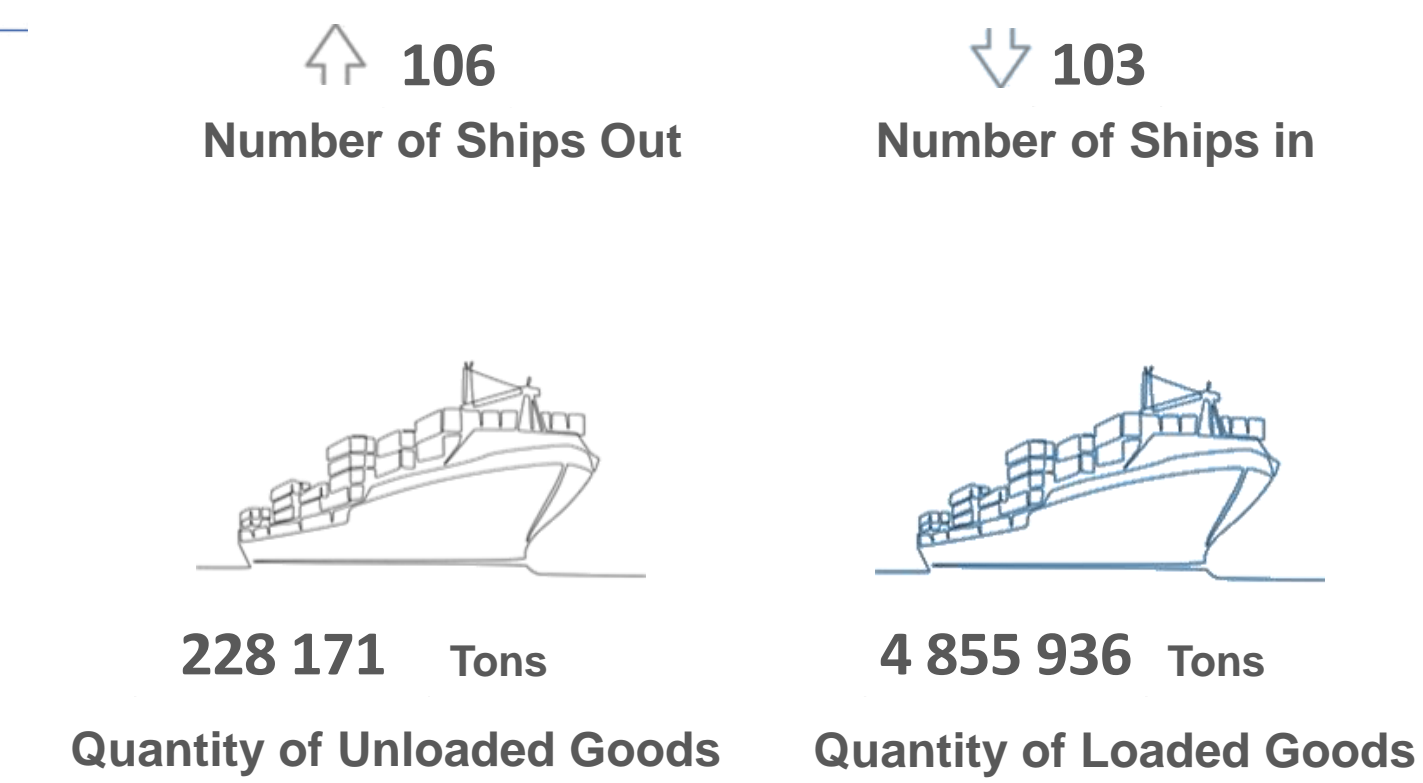 106
Number of Ships Out
103
Number of Ships in
228 171 Tons
Quantity of Unloaded Goods
4 855 936 Tons
Quantity of Loaded Goods